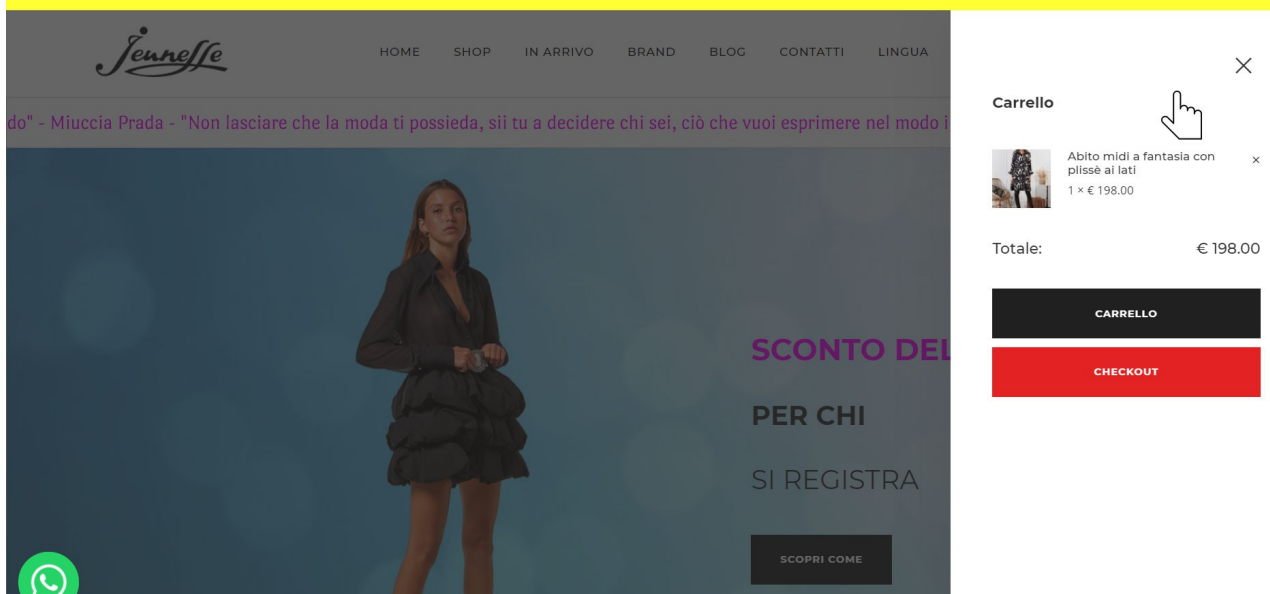 Jeunesse
HOME SHOP IN ARRIVO BRAND BLOG CONTATTI LINGUA
do" - Miuccia Prada - "Non lasciare che la moda ti possieda, sii tu a decidere chi sei, ciò che vuoi esprimere nel modo i
SCONTO DEL
PER CHI
SI REGISTRA
SCOPRI COME
Carrello
Abito midi a fantasia con
plissè ai lati
×
1 × € 198.00
Totale: € 198.00
CARRELLO
CHECKOUT